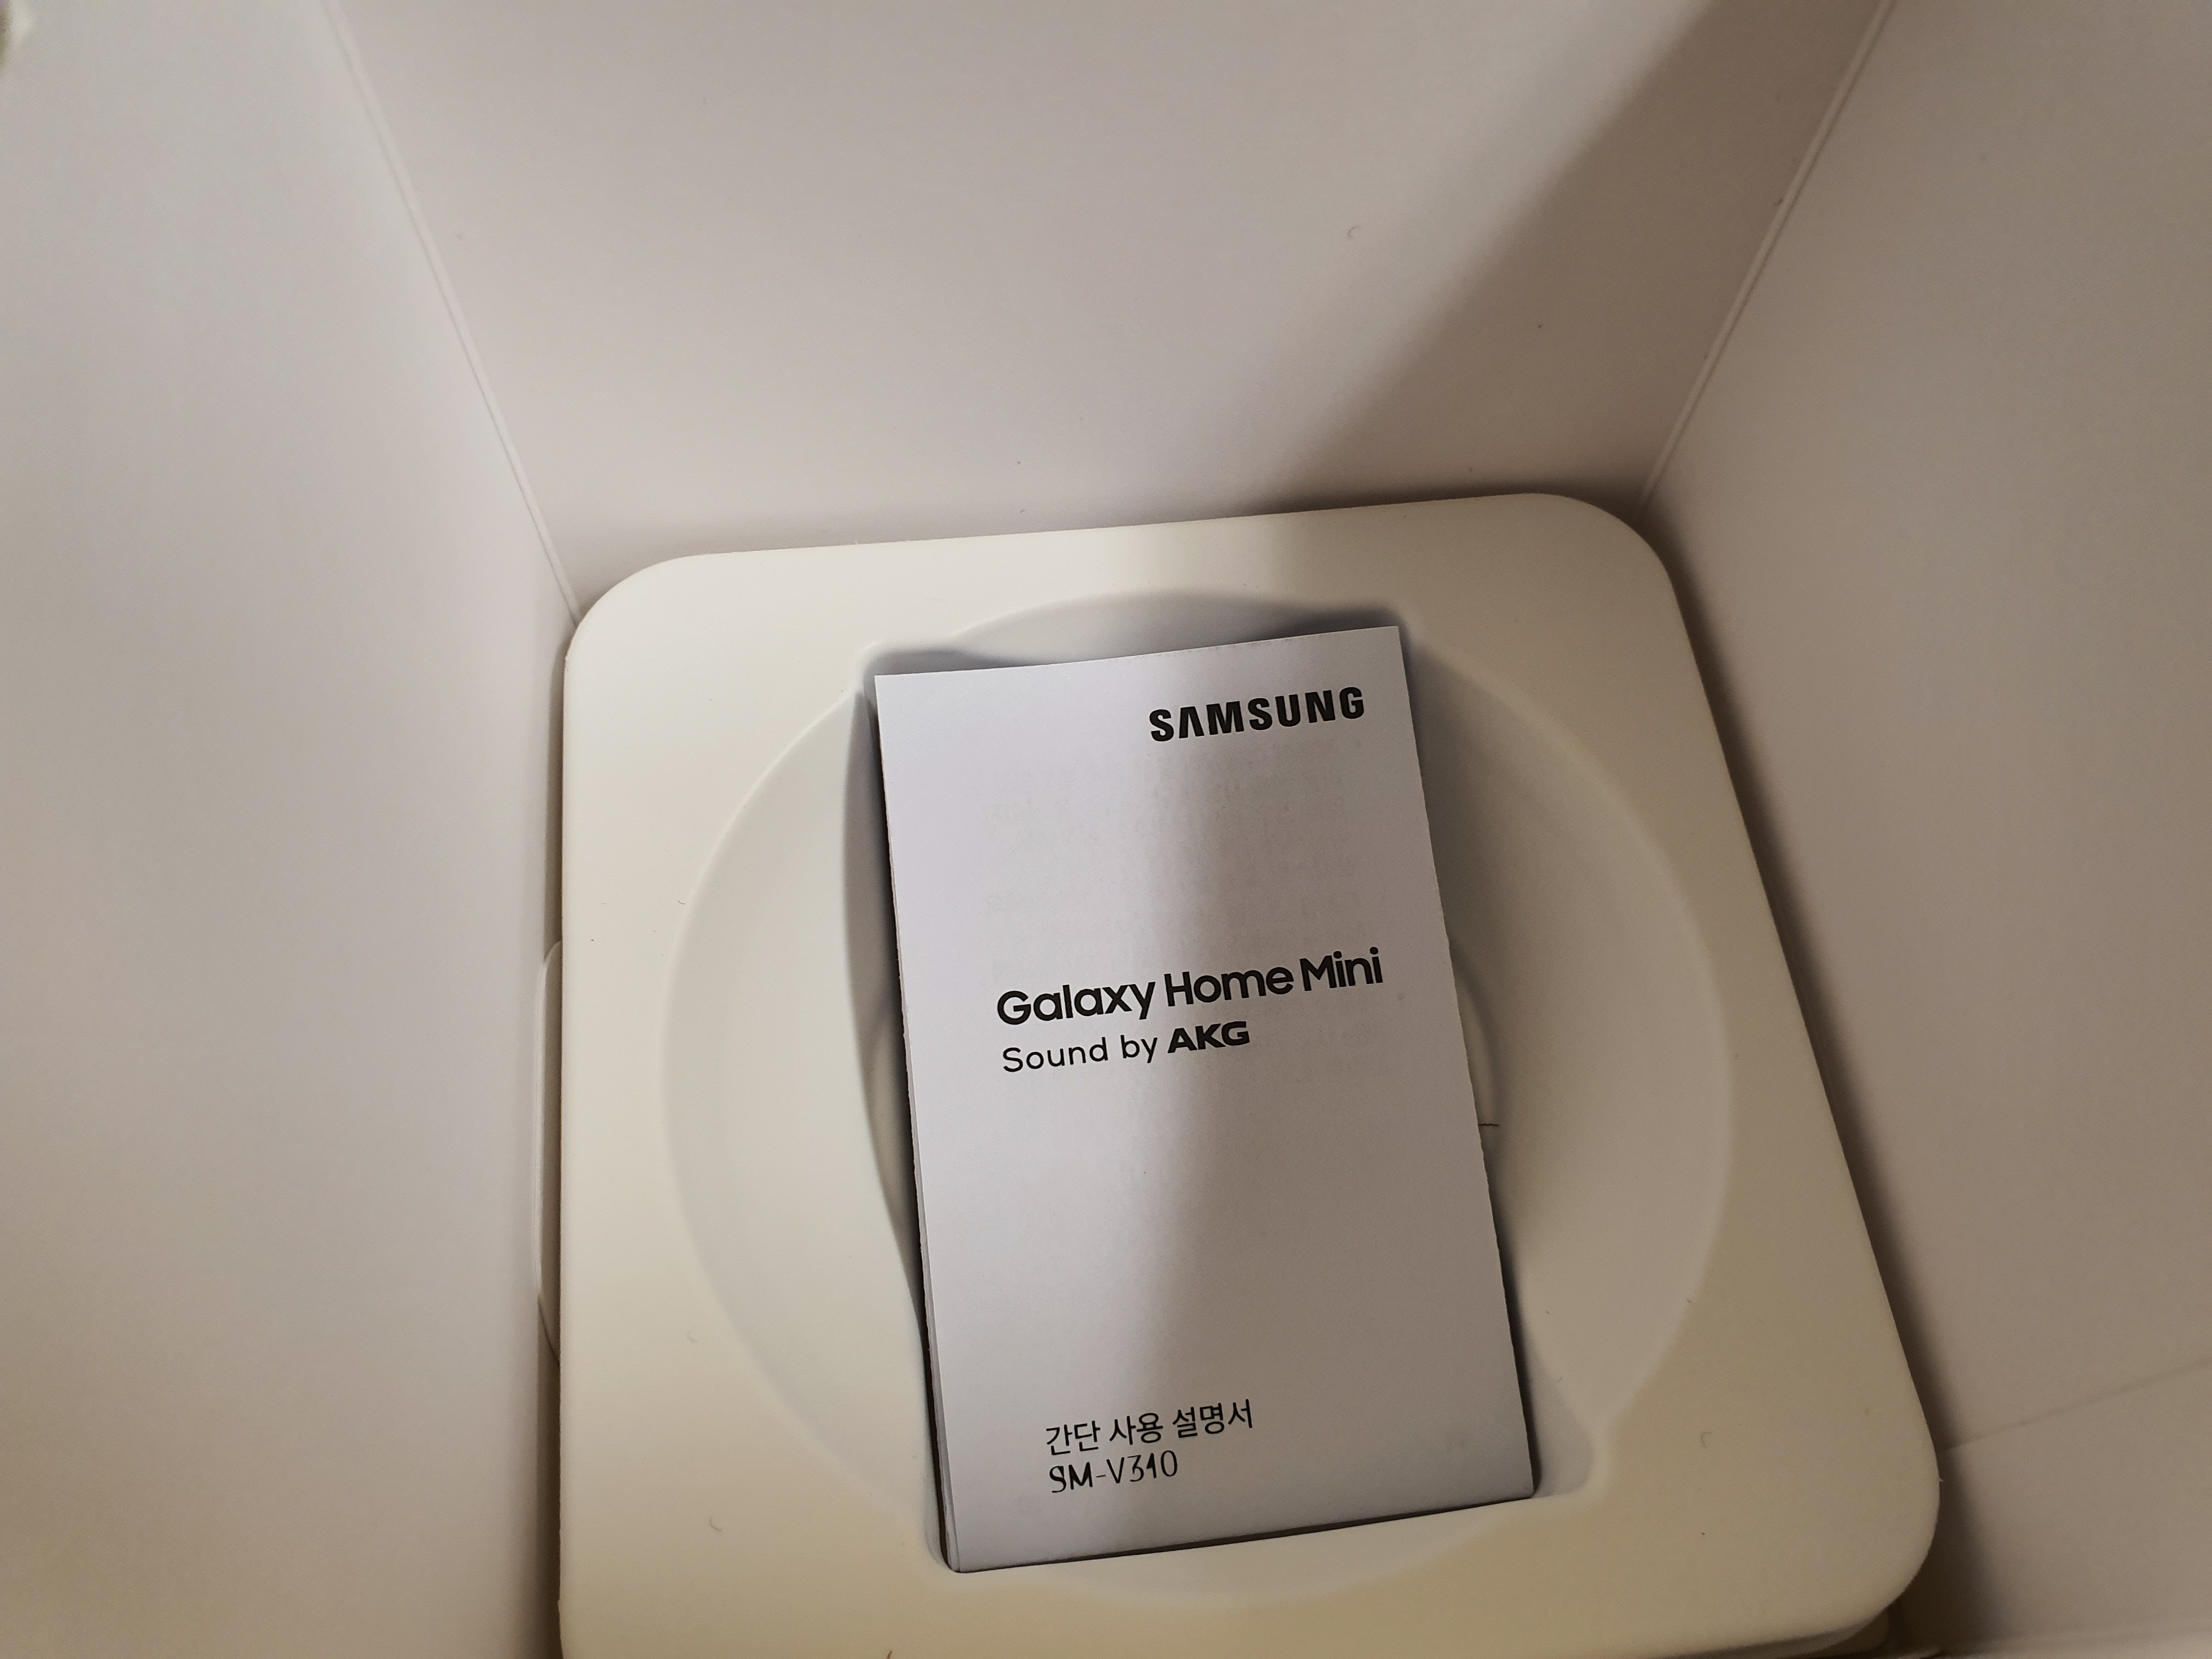 SAMSUNG
Galaxy Home Mini
Sound by AKG
간단 사용 설명서
SM-V310